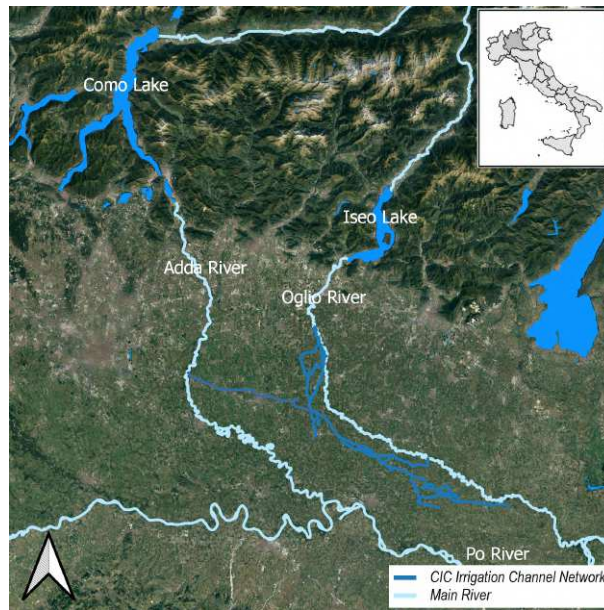 Como Lake
Iseo Lake
Adda River
Oglio River
Po River
CIC Irrigation Channel Network
Main River